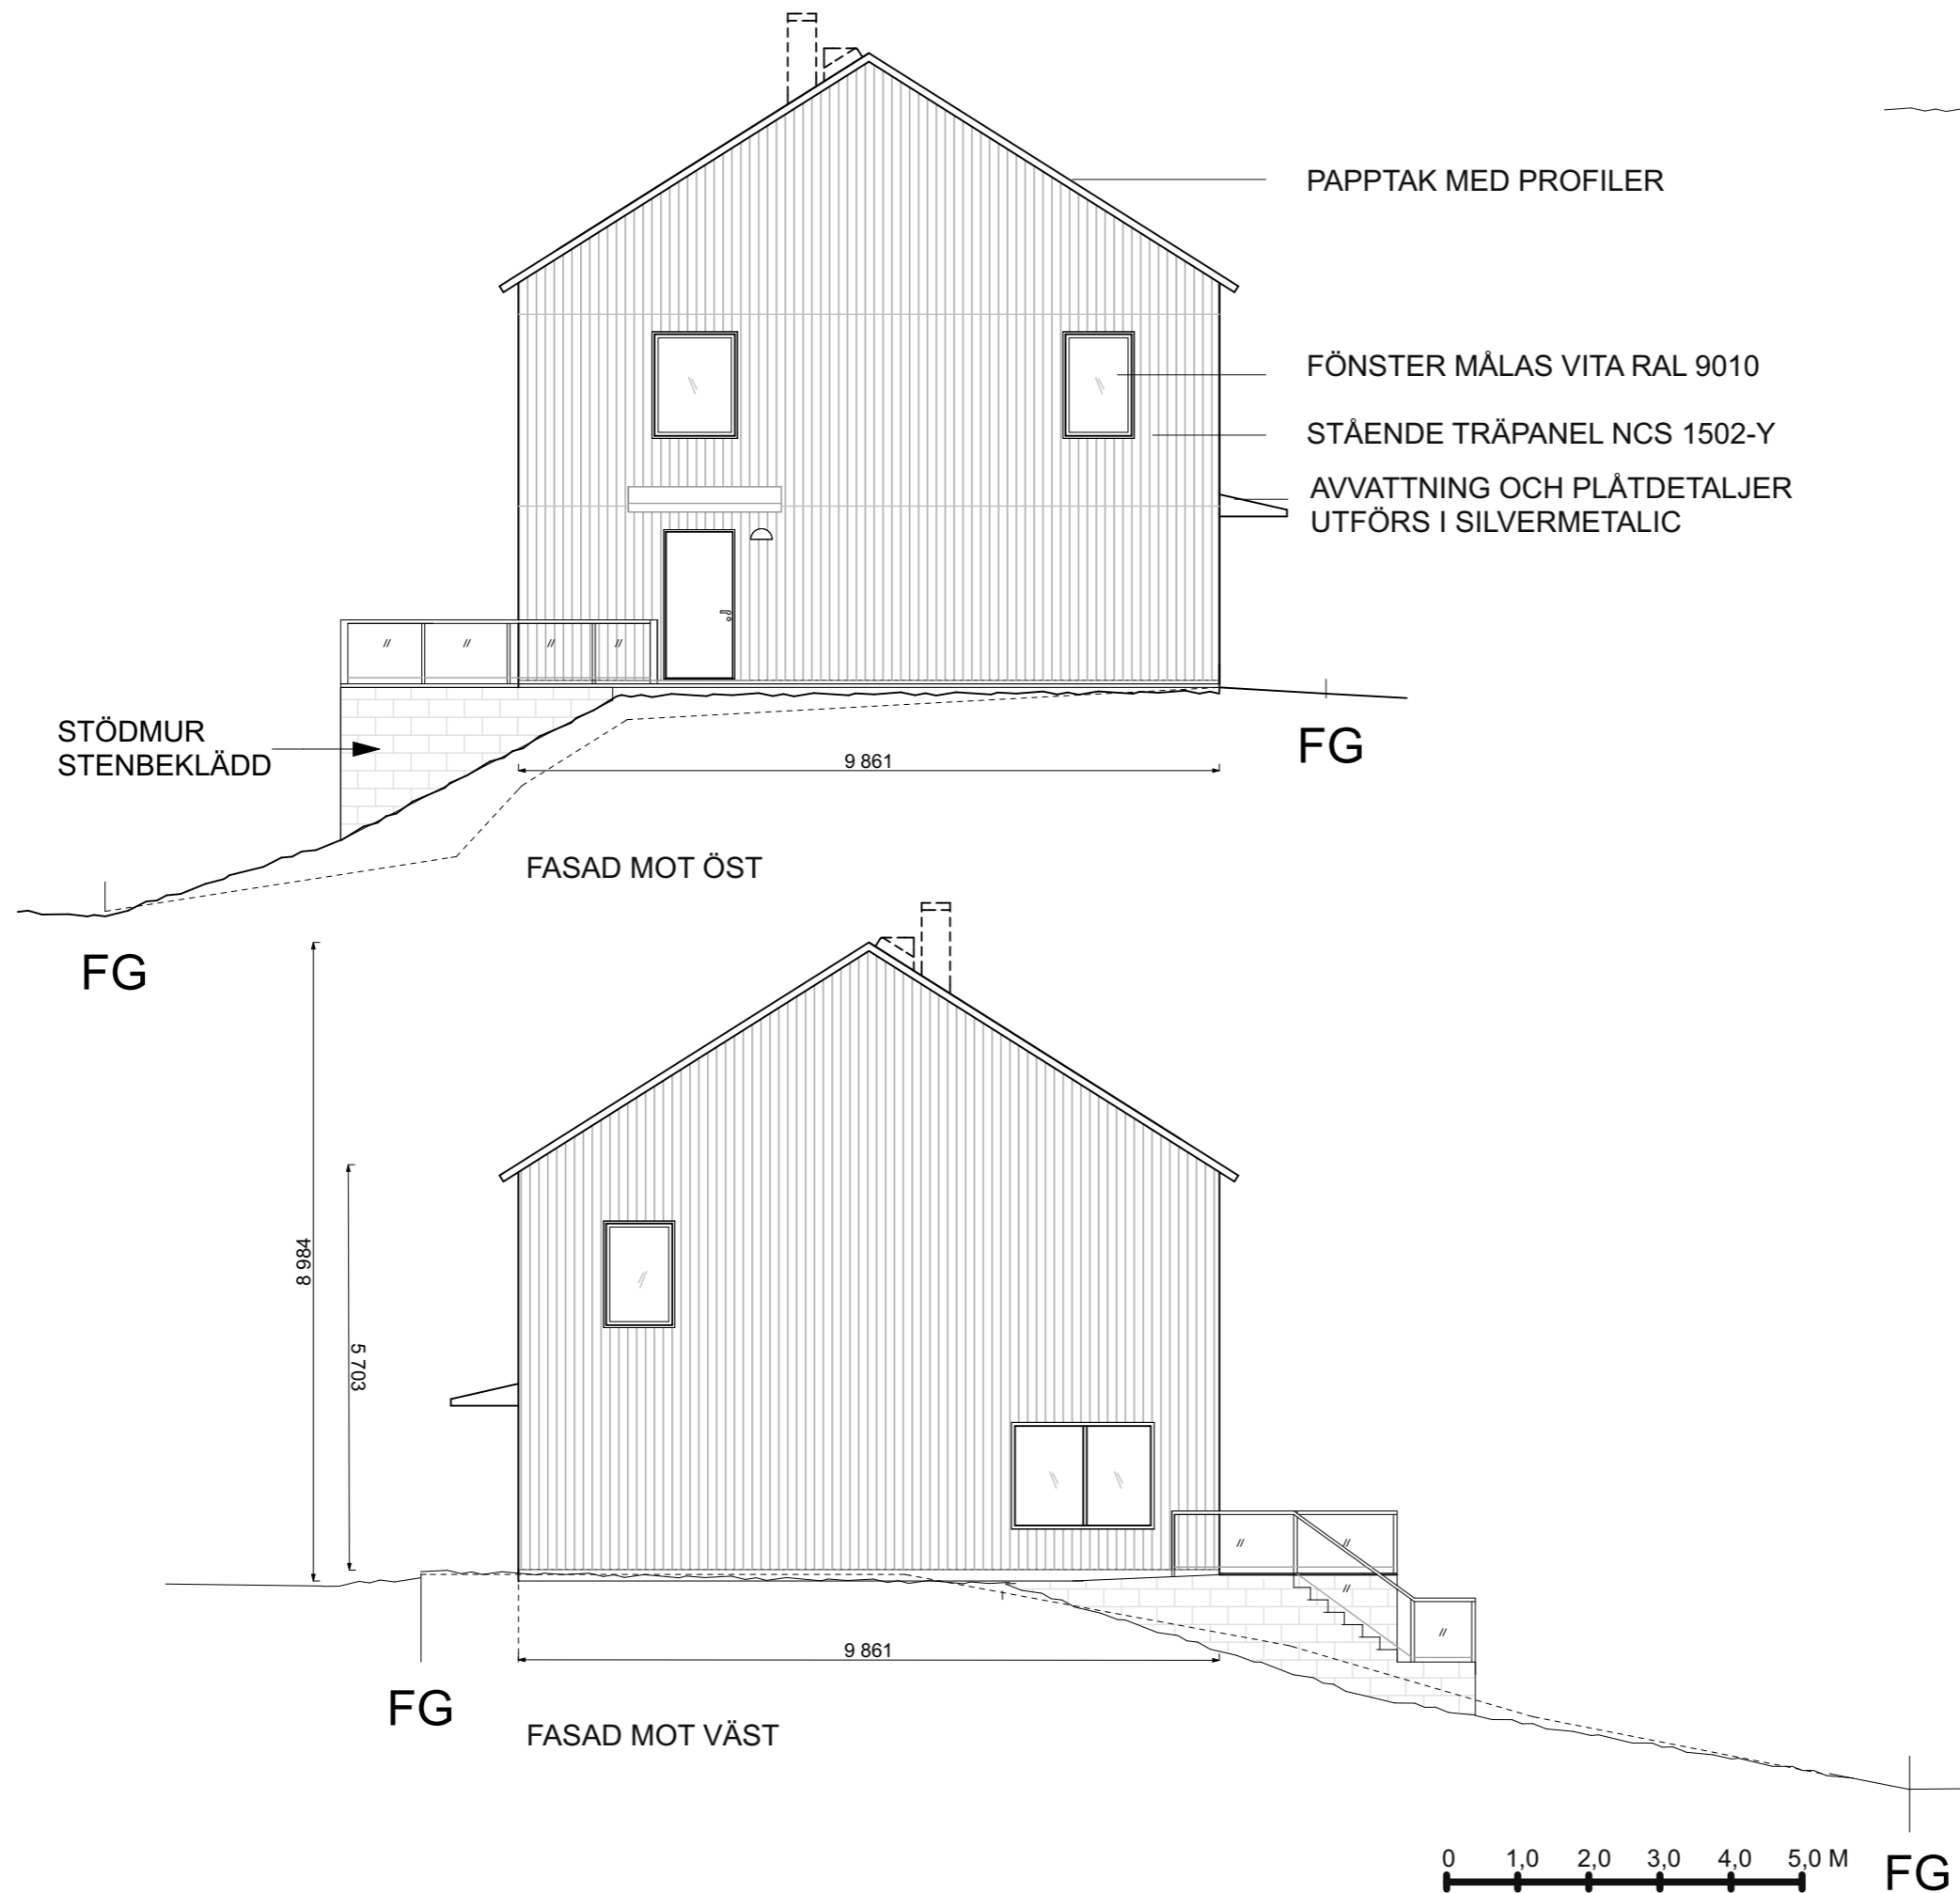 PAPPTAK MED PROFILER
FÖNSTER MÅLAS VITA RAL 9010
STÅENDE TRÄPANEL NCS 1502-Y
AVVATTNING OCH PLÅTDETALJER
UTFÖRS I SILVERMETALIC
STÖDMUR
STENBEKLÄDD
FG
9 861
FASAD MOT ÖST
FG
8 984
5 703
9 861
FG
FASAD MOT VÄST
0 1,0 2,0 3,0 4,0 5,0 M
FG